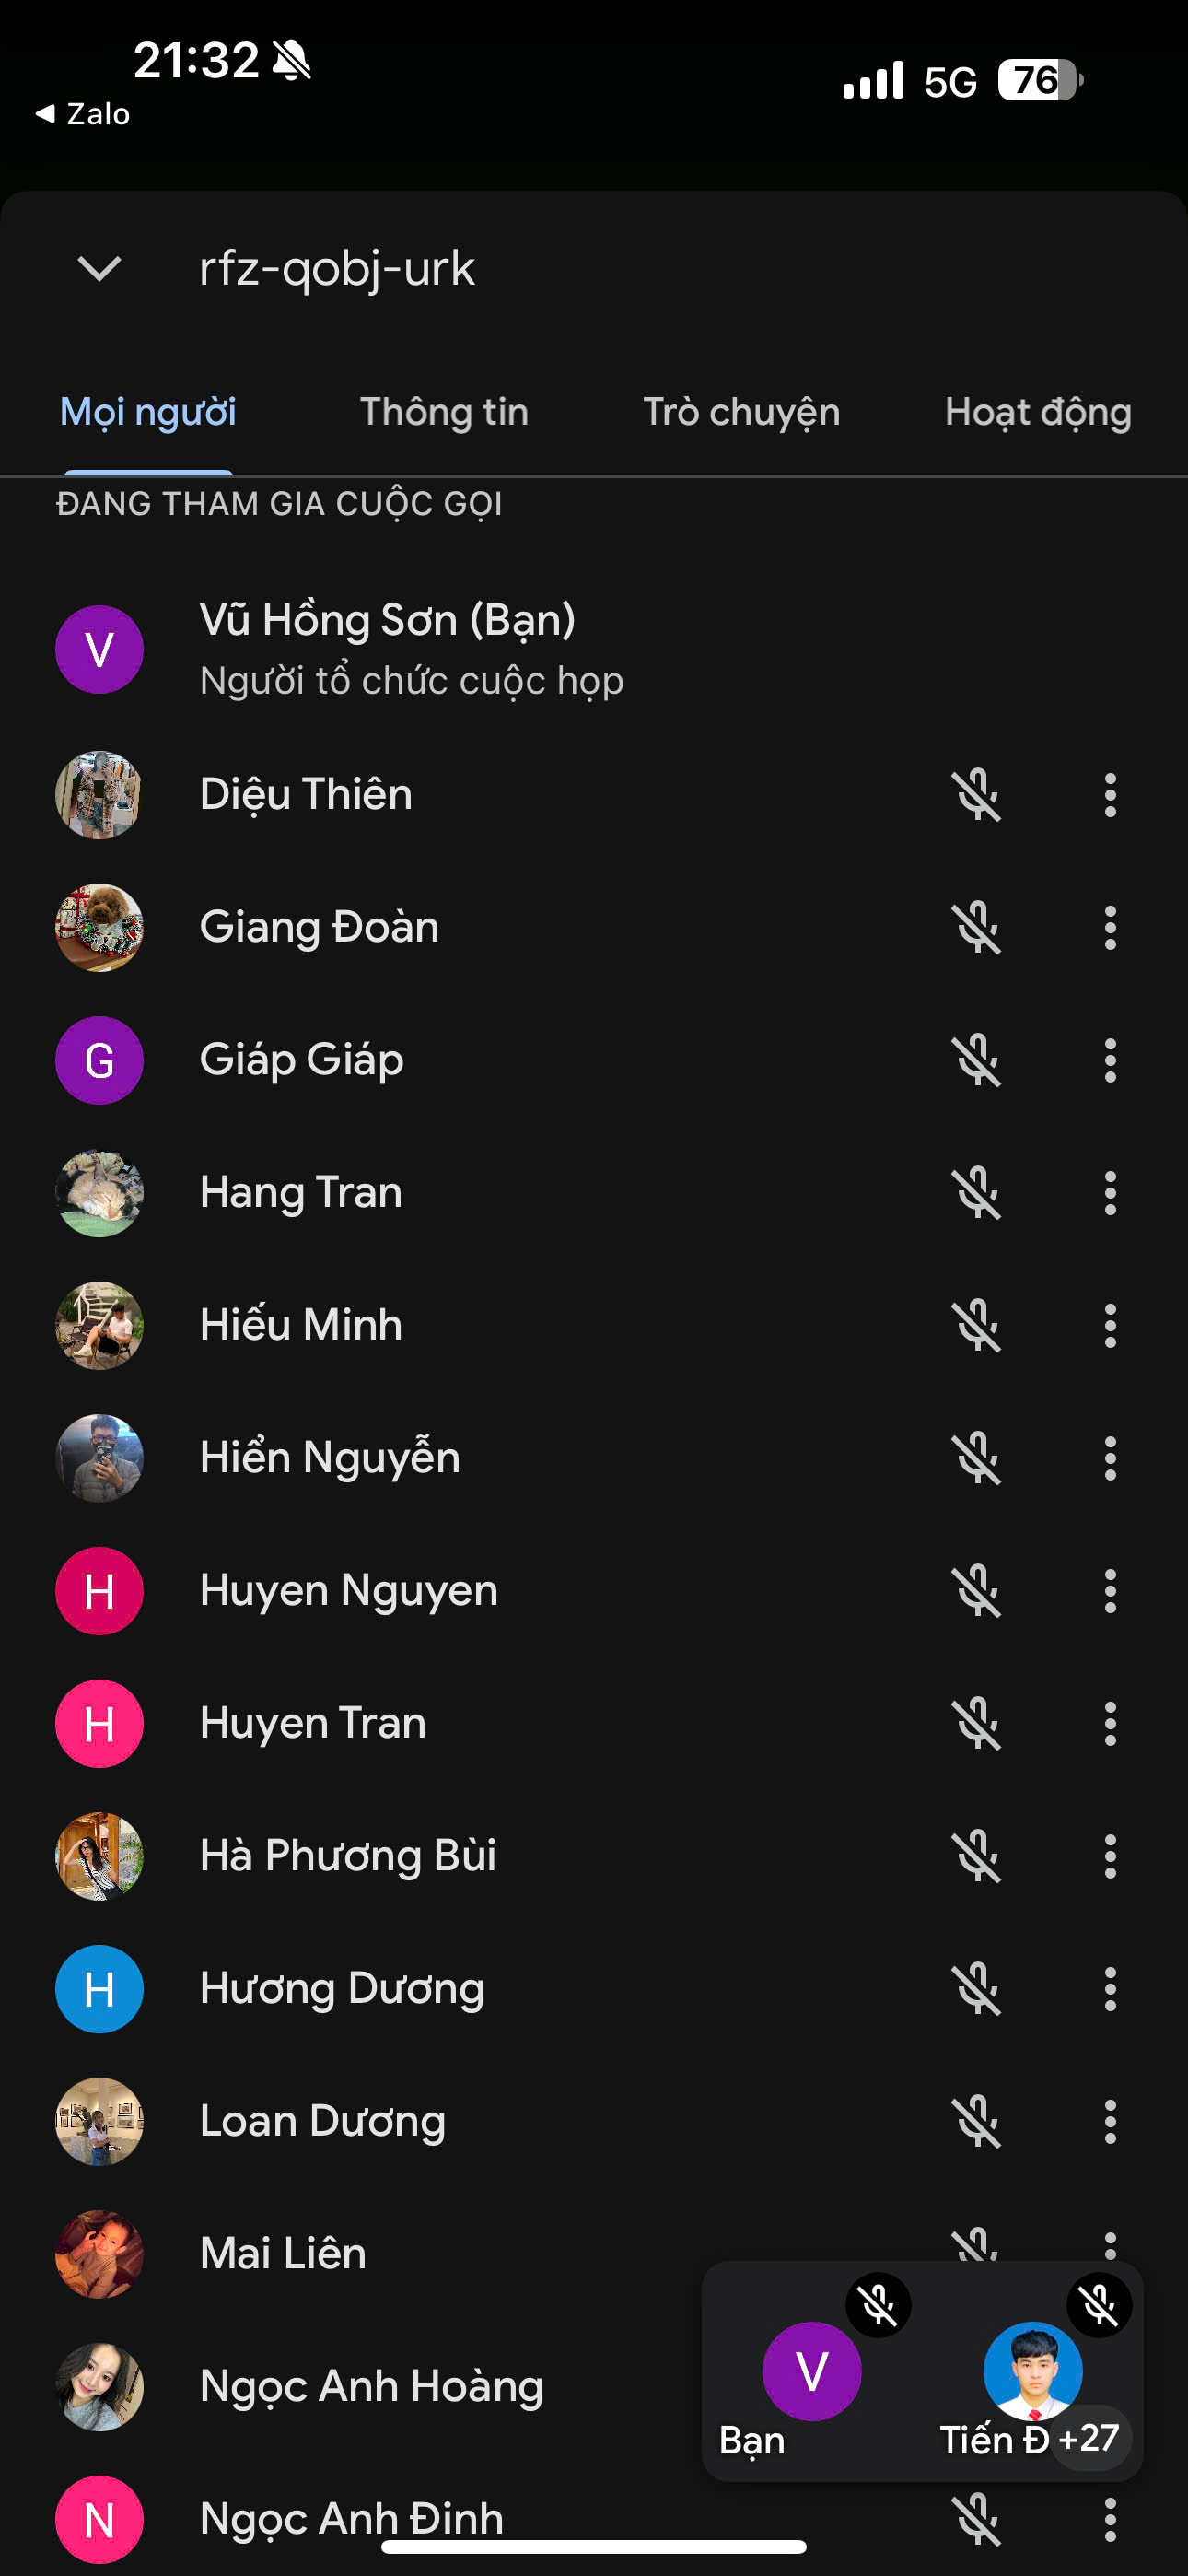 21:32
5G
76
Zalo
rfz-qobj-urk
Mọi người
Thông tin
Trò chuyện
Hoạt động
ĐANG THAM GIA CUỘC GỌI
V
Vũ Hồng Sơn (Bạn)
Người tổ chức cuộc họp
Diệu Thiên
Giang Đoàn
G
Giáp Giáp
Hang Tran
Hiếu Minh
Hiển Nguyễn
H
Huyen Nguyen
H
Huyen Tran
Hà Phương Bùi
H
Hương Dương
Loan Dương
Mai Liên
Ngọc Anh Hoàng
V
Bạn
Tiến Đ +27
N
Ngọc Anh Đinh